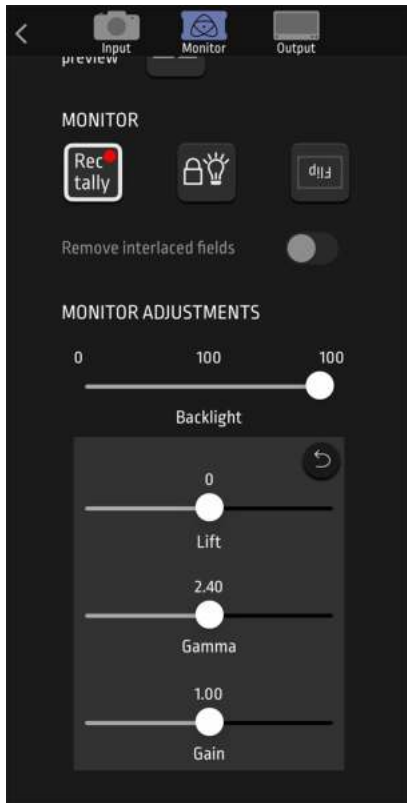 Input Monitor Output
preview
MONITOR
Rec
tally
Flip
Remove interlaced fields
MONITOR ADJUSTMENTS
0 100 100
Backlight
0
Lift
2.40
Gamma
1.00
Gain